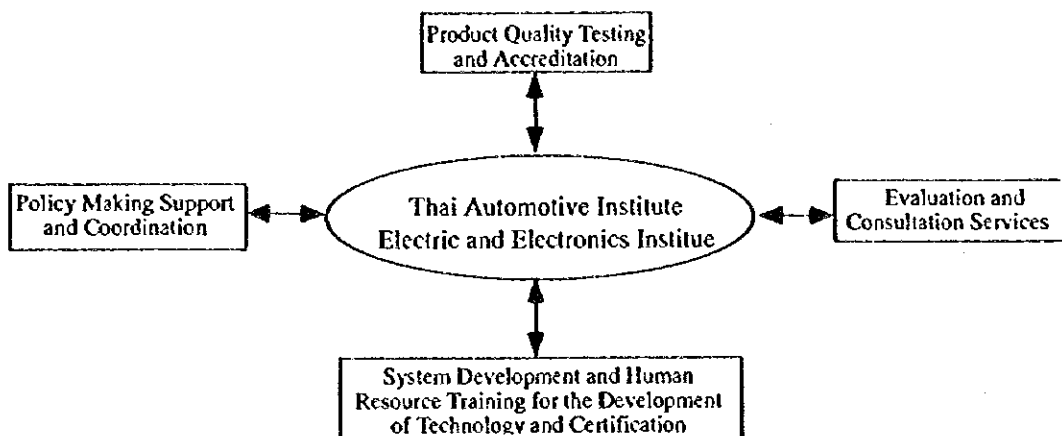 Product Quality Testing
and Accreditation
Policy Making Support
and Coordination
Thai Automotive Institute
Electric and Electronics Institue
Evaluation and
Consultation Services
System Development and Human
Resource Training for the Development
of Technology and Certification